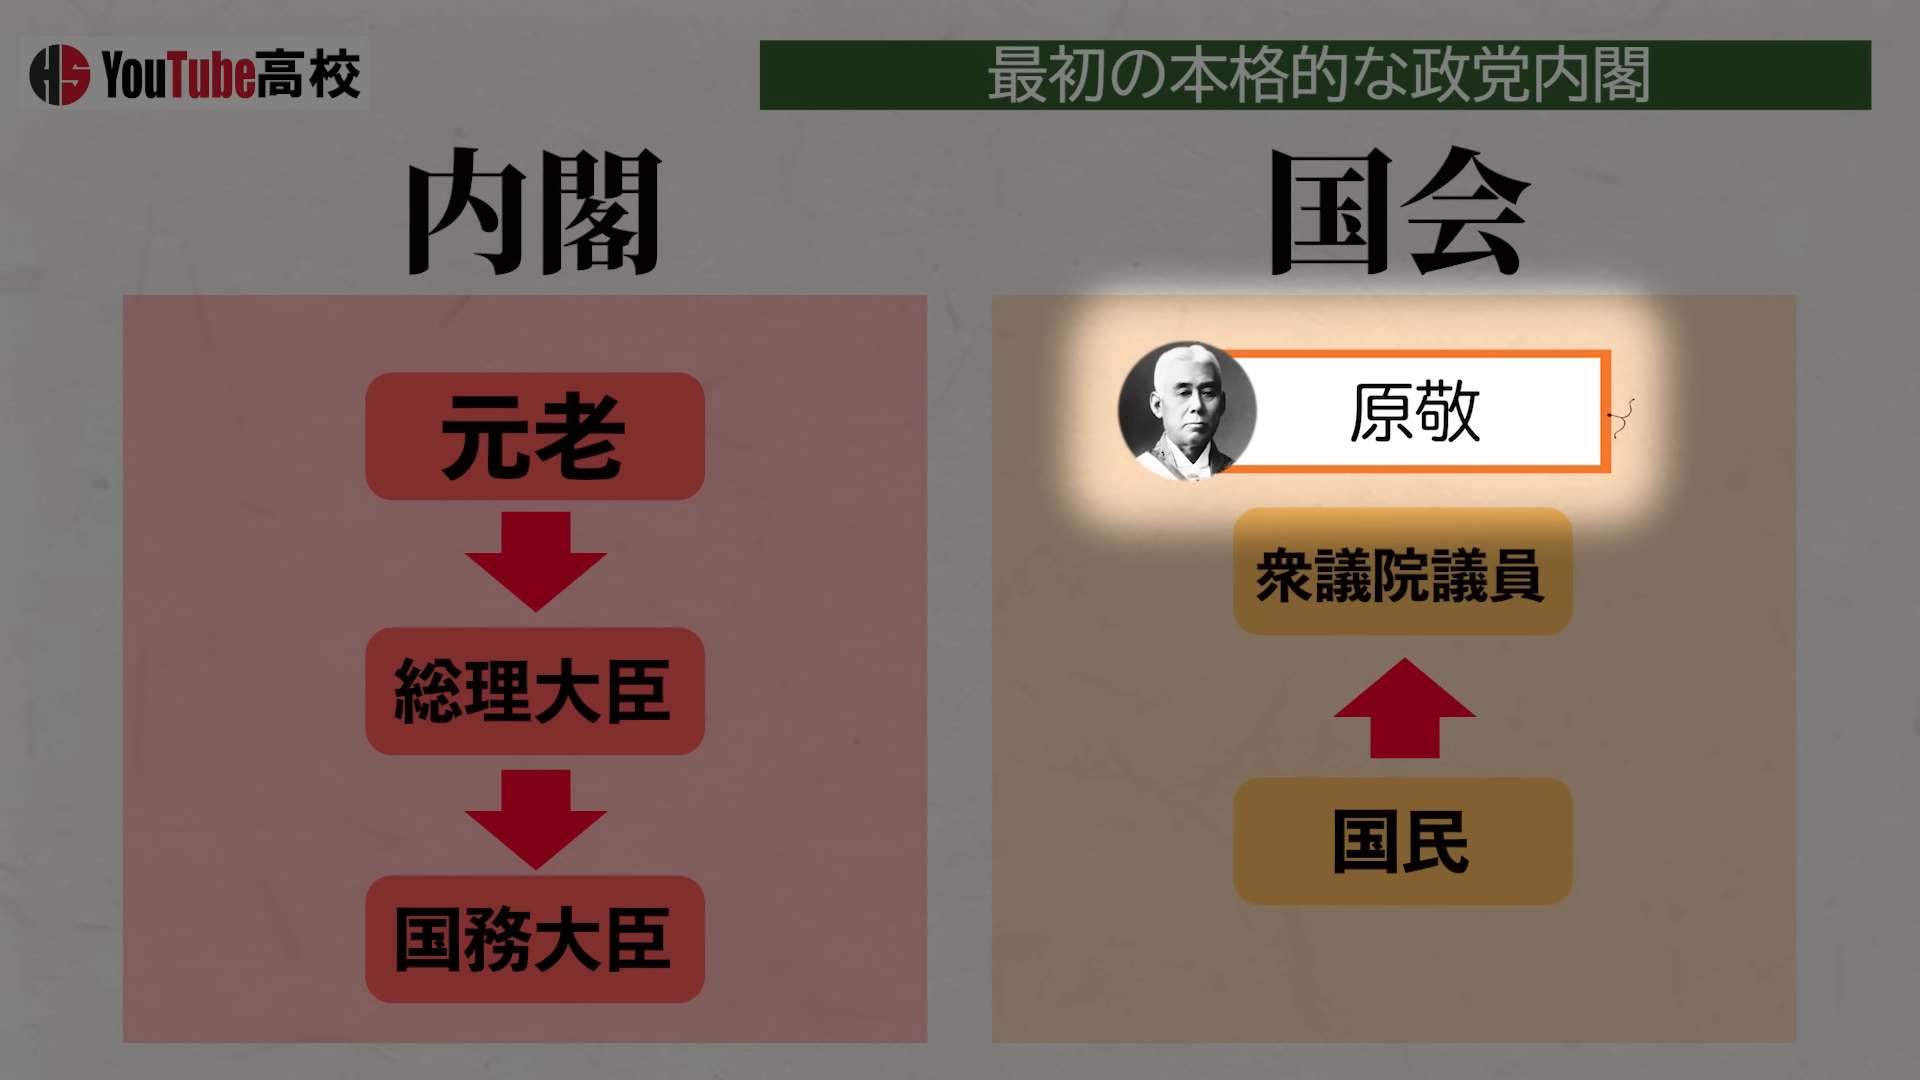 HS YouTube高校
最初の本格的な政党内閣
内閣
元老
総理大臣
国務大臣
国会
原敬
衆議院議員
国民